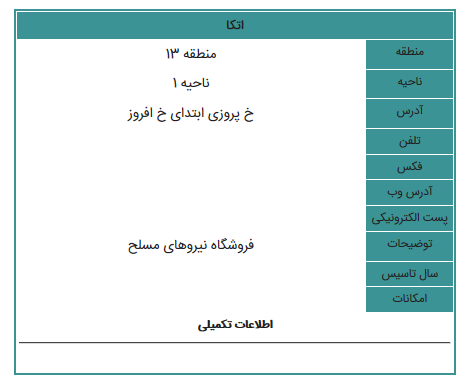 اتکا
منطقه منطقه ۱۳
ناحیه ناحیه ۱
آدرس خ پروزی ابتدای خ افروز
تلفن
فکس
آدرس وب
پست الکترونیکی
توضیحات فروشگاه نیروهای مسلح
سال تاسیس
امکانات
اطلاعات تکمیلی